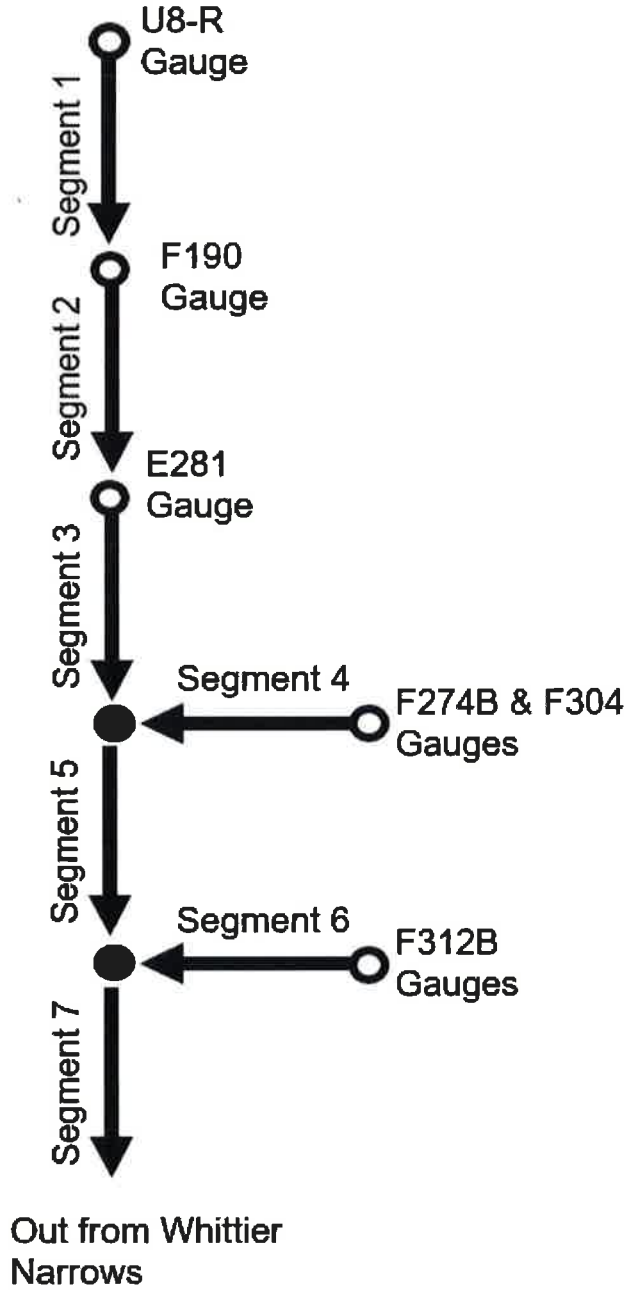 U8-R
Gauge
Segment 1
F190
Gauge
Segment 2
E281
Gauge
Segment 3
Segment 4
F274B & F304
Gauges
Segment 5
Segment 6
F312B
Gauges
Segment 7
Out from Whittier
Narrows